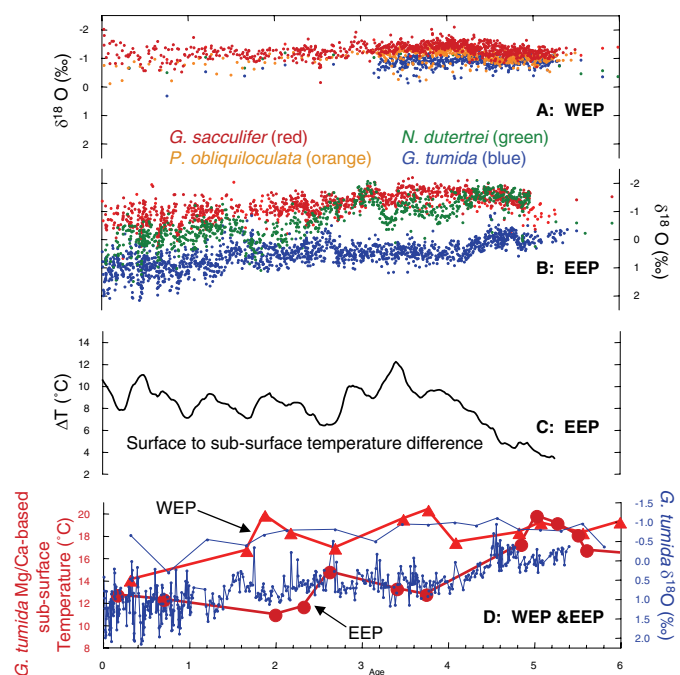 -2
-1
0
1
2
δ18 O (‰)
A: WEP
G. sacculifer (red)
N. dutertrei (green)
P. obliquiloculata (orange)
G. tumida (blue)
-2
-1
0
1
2
δ18 O (‰)
B: EEP
14
12
10
8
6
4
2
ΔT (°C)
C: EEP
Surface to sub-surface temperature difference
20
18
16
14
12
10
8
G. tumida Mg/Ca-based
sub-surface
Temperature (°C)
WEP
EEP
D: WEP &EEP
-1.5
-1.0
-0.5
0.0
0.5
1.0
1.5
2.0
G. tumida δ18O (‰)
0 1 2 3 4 5 6
Age